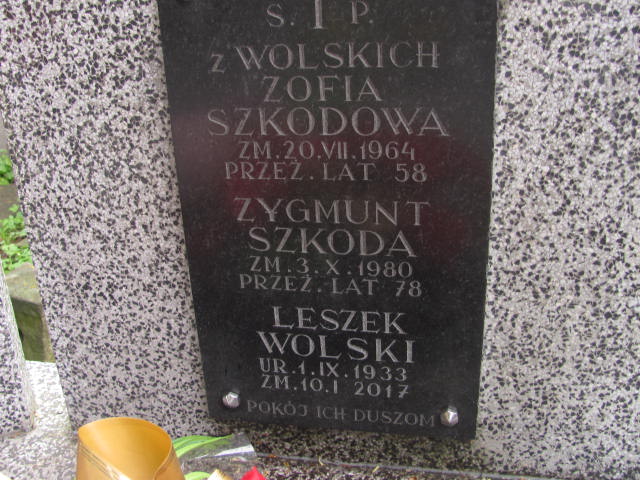 Ś. † P.
z WOLSKICH
ZOFIA
SZKODOWA
ZM. 20. VII. 1964
PRZEŻ. LAT 58
ZYGMUNT
SZKODA
ZM. 3. X. 1980
PRZEŻ. LAT 78
LESZEK
WOLSKI
UR. 1. IX. 1933
ZM. 10. I 2017
POKÓJ ICH DUSZOM